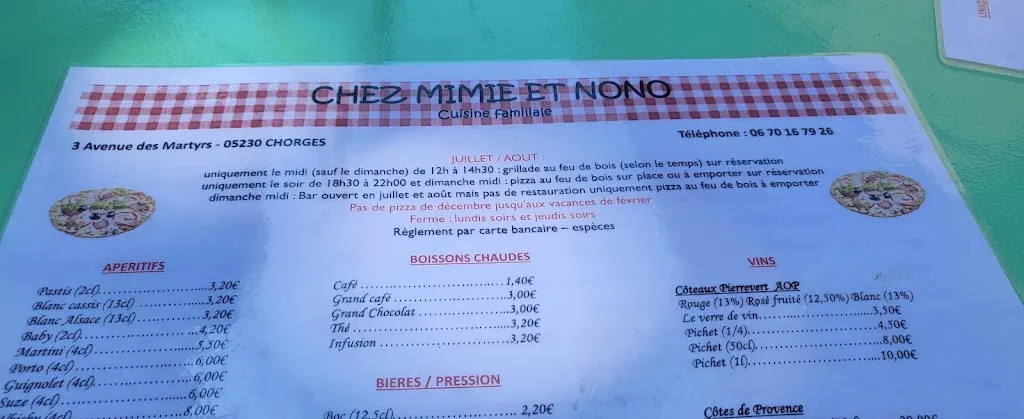 CHEZ MIMIE ET NONO
Cuisine familiale
3 Avenue des Martyrs - 05230 CHORGES
Téléphone : 06 70 16 79 26
JUILLET / AOUT :
uniquement le midi (sauf le dimanche) de 12h à 14h30 : grillade au feu de bois (selon le temps) sur réservation
uniquement le soir de 18h30 à 22h00 et dimanche midi : pizza au feu de bois sur place ou à emporter sur réservation
dimanche midi : Bar ouvert en juillet et août mais pas de restauration uniquement pizza au feu de bois à emporter
Pas de pizza de décembre jusqu'aux vacances de février
Fermé : lundis soirs et jeudis soirs
Règlement par carte bancaire – espèces
APERITIFS
Pastis (2cl).....................3,20€
Blanc cassis (13cl) ..............3,20€
Blanc Alsace (13cl)..............3,20€
Baby (2cl).......................4,20€
Martini (4cl)....................5,50€
Porto (4cl)......................6,00€
Guignolet (4cl)..................6,00€
Suze (4cl).......................6,00€
(4cl) 8,00€
BOISSONS CHAUDES
Café ............................1,40€
Grand café ......................3,00€
Grand Chocolat ..................3,00€
Thé .............................3,20€
Infusion ........................3,20€
BIERES / PRESSION
Boc (12,5cl)..................... 2,20€
VINS
Côteaux Pierrevert AOP
Rouge (13%) Rosé fruité (12,50%) Blanc (13%)
Le verre de vin..................3,50€
Pichet (1/4).....................4,50€
Pichet (50cl)....................8,00€
Pichet (1l)......................10,00€
Côtes de Provence